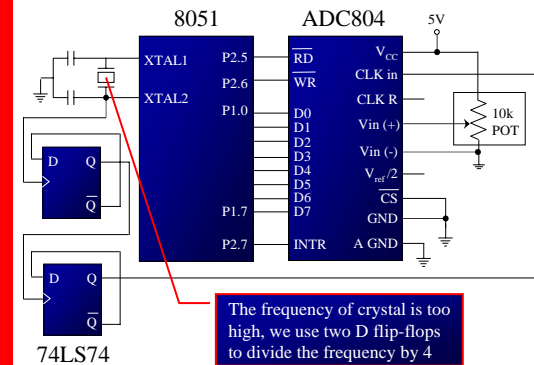 8051
ADC804
5V
XTAL1
P2.5
RD
VCC
P2.6
WR
CLK in
XTAL2
P1.0
D0
CLK R
D1
10k
POT
D2
Vin (+)
D3
D4
Vin (-)
D5
Vref /2
D6
CS
P1.7
D7
GND
P2.7
INTR
A GND
D
Q
Q
D
Q
Q
74LS74
The frequency of crystal is too
high, we use two D flip-flops
to divide the frequency by 4